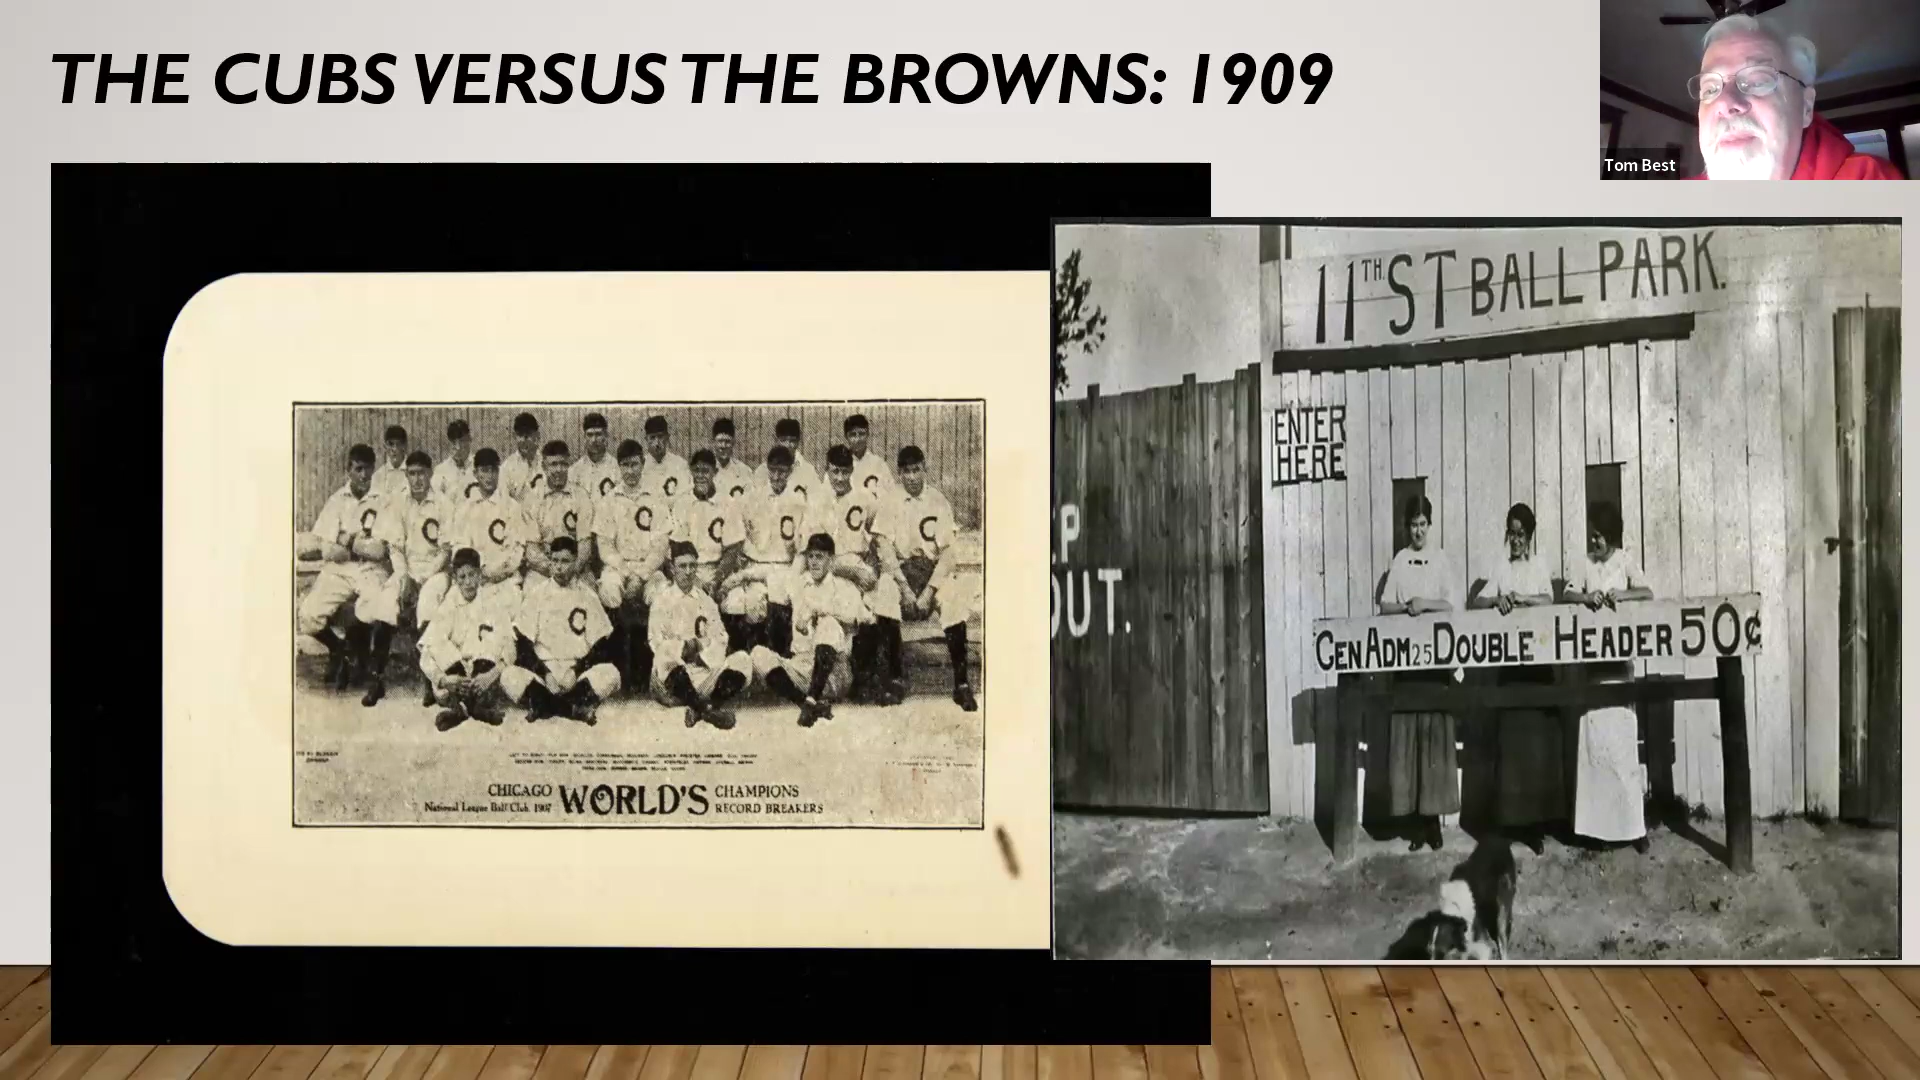 THE CUBS VERSUS THE BROWNS: 1909
Tom Best
11TH ST BALL PARK.
ENTER
HERE
P
OUT.
GEN ADM 25 DOUBLE HEADER 50¢
CHICAGO WORLD'S CHAMPIONS
National League Ball Club, 1907 RECORD BREAKERS